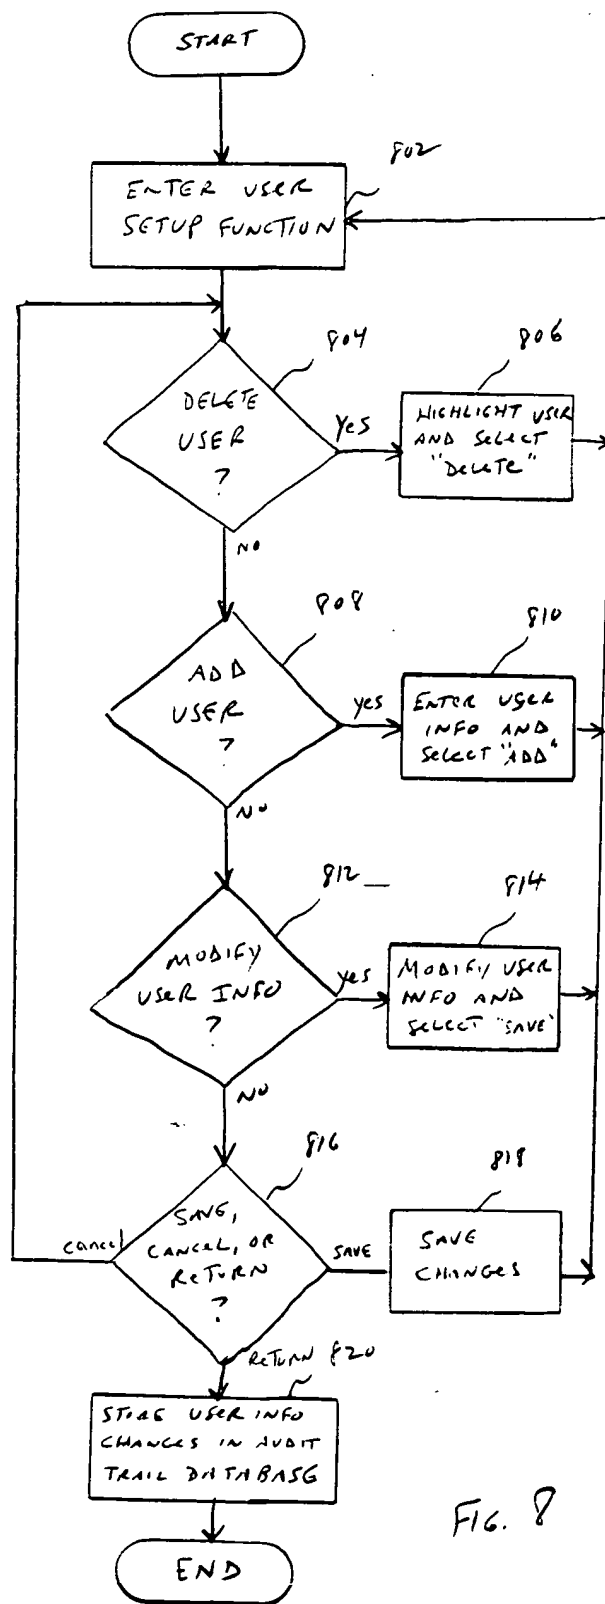 START
802
ENTER USER
SETUP FUNCTION
804
DELETE
USER
?
yes
806
HIGHLIGHT USER
AND SELECT
"DELETE"
NO
808
ADD
USER
?
yes
810
ENTER USER
INFO AND
SELECT "ADD"
NO
812
MODIFY
USER INFO
?
yes
814
MODIFY USER
INFO AND
SELECT "SAVE"
NO
816
SAVE,
CANCEL, OR
RETURN
?
cancel
SAVE
818
SAVE
CHANGES
RETURN
820
STORE USER INFO
CHANGES IN AUDIT
TRAIL DATABASE
END
FIG. 8